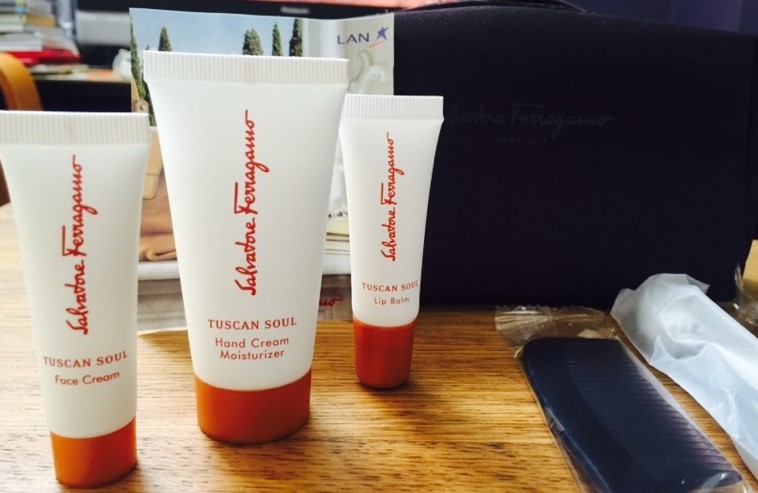 LAN
Salvatore Ferragamo
PARFUMS
Salvatore Ferragamo
TUSCAN SOUL
Face Cream
Salvatore Ferragamo
TUSCAN SOUL
Hand Cream
Moisturizer
Salvatore Ferragamo
TUSCAN SOUL
Lip Balm